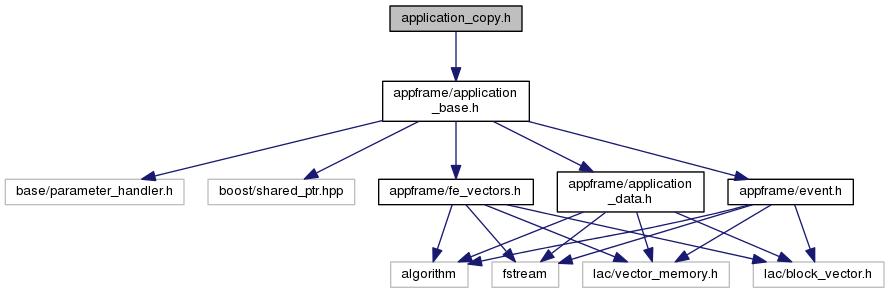 application_copy.h
appframe/application
_base.h
base/parameter_handler.h
boost/shared_ptr.hpp
appframe/fe_vectors.h
appframe/application
_data.h
appframe/event.h
algorithm
fstream
lac/vector_memory.h
lac/block_vector.h